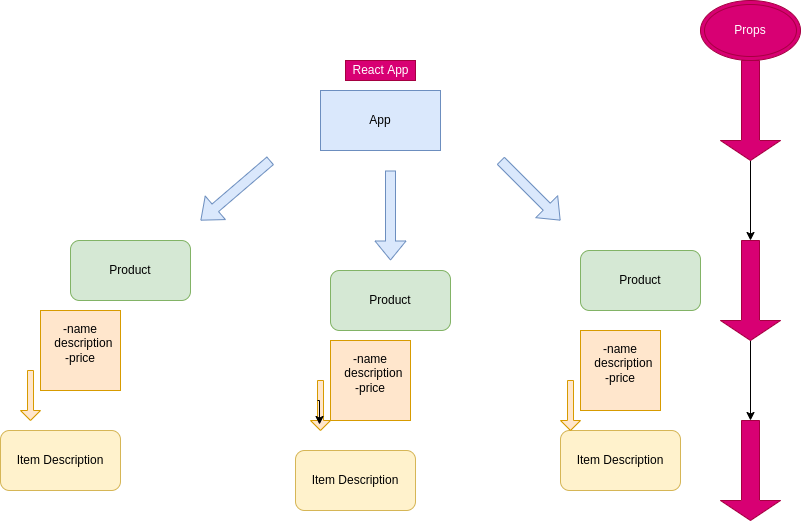 Props
React App
App
Product
Product
Product
-name
description
-price
-name
description
-price
-name
description
-price
Item Description
Item Description
Item Description